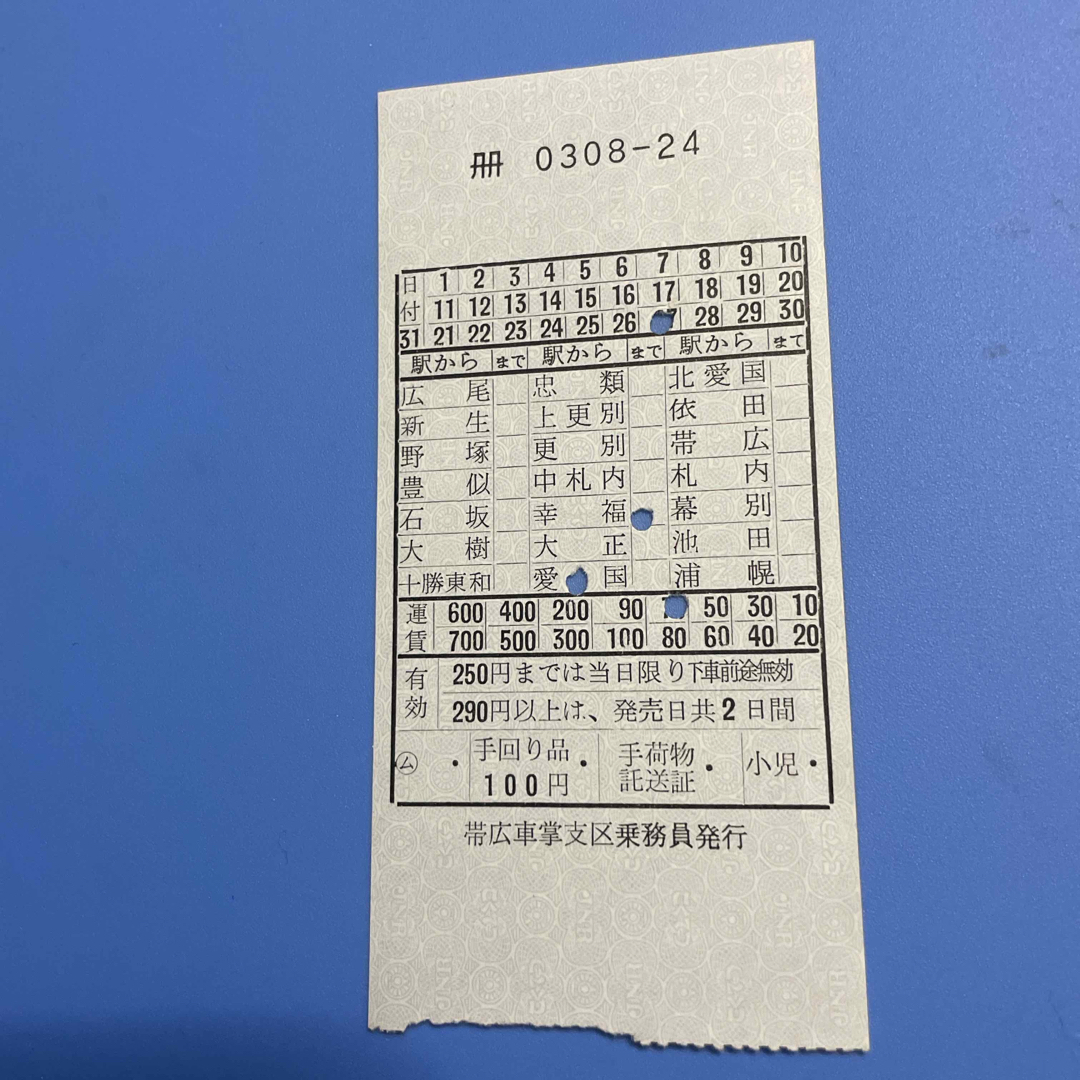 冊 0308-24
日 1 2 3 4 5 6 7 8 9 10
付 11 12 13 14 15 16 17 18 19 20
31 21 22 23 24 25 26 28 29 30
駅から まで 駅から まで 駅から まで
広尾 忠類 北愛国
新生 上更別 依田
野塚 更別 帯広
豊似 中札内 札内
石坂 幸福 幕別
大樹 大正 池田
十勝東和 愛国 浦幌
運 600 400 200 90 50 30 10
賃 700 500 300 100 80 60 40 20
有効 250円までは当日限り下車前途無効
290円以上は、発売日共2日間
㋰ ・ 手回り品 100円 ・ 手荷物託送証 ・ 小児 ・
帯広車掌支区乗務員発行